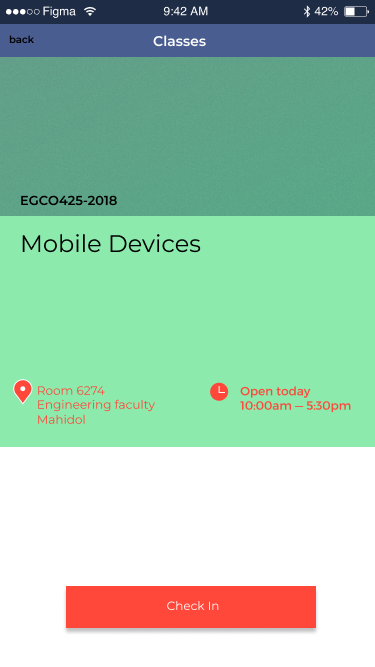 Figma 9:42 AM 42%
back Classes
EGCO425-2018
Mobile Devices
Room 6274
Engineering faculty
Mahidol
Open today
10:00am — 5:30pm
Check In